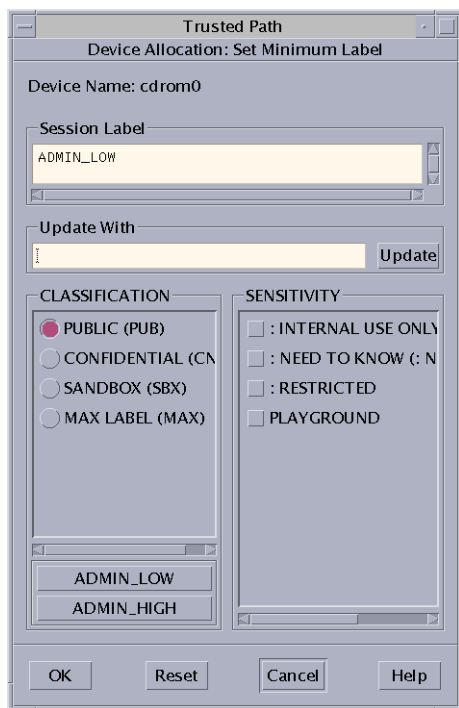 Trusted Path
Device Allocation: Set Minimum Label
Device Name: cdrom0
Session Label
ADMIN_LOW
Update With
Update
CLASSIFICATION
PUBLIC (PUB)
CONFIDENTIAL (CN
SANDBOX (SBX)
MAX LABEL (MAX)
ADMIN_LOW
ADMIN_HIGH
SENSITIVITY
: INTERNAL USE ONLY
: NEED TO KNOW (: N
: RESTRICTED
PLAYGROUND
OK Reset Cancel Help